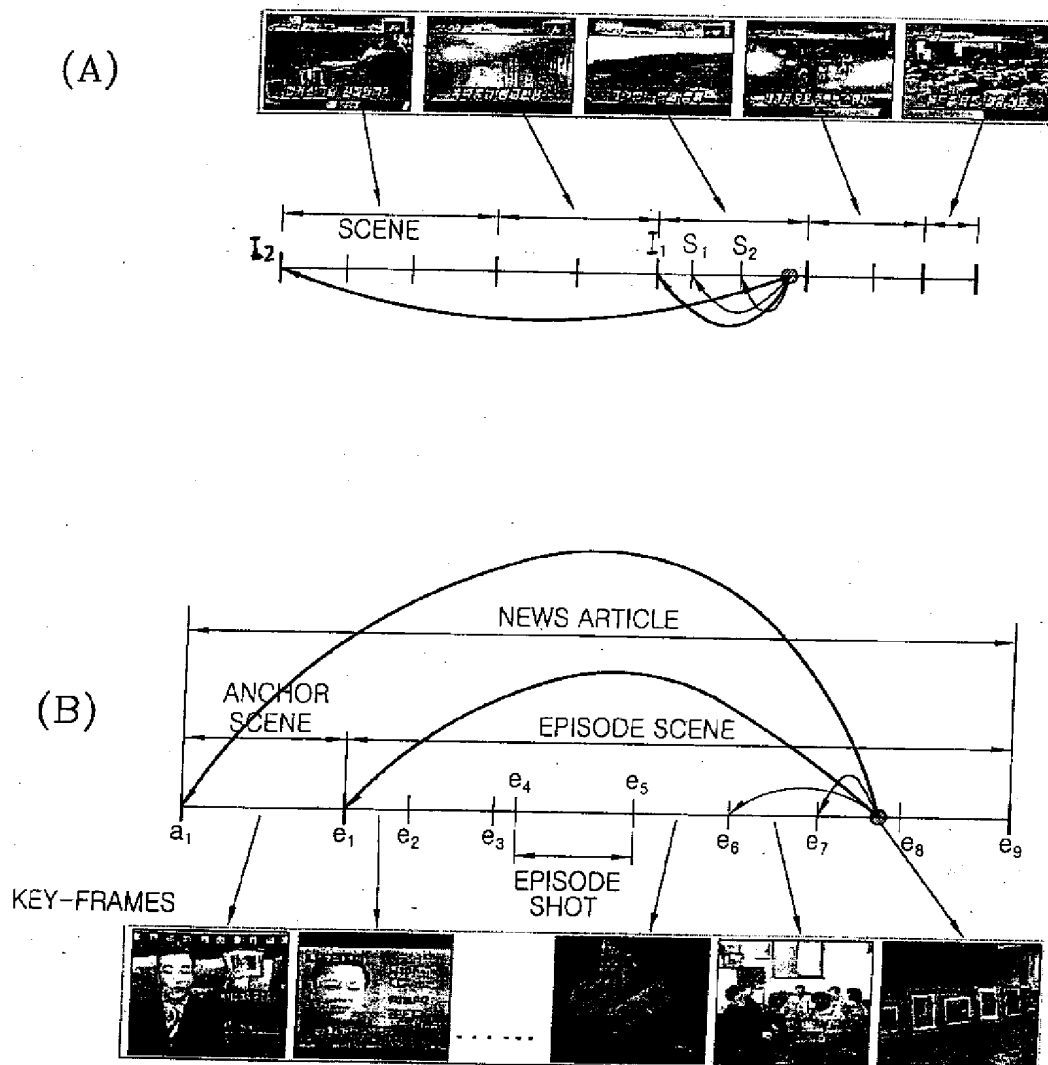 (A)
SCENE
I₂
I₁ S₁ S₂
NEWS ARTICLE
(B)
ANCHOR
SCENE
EPISODE SCENE
e₄ e₅
a₁ e₁ e₂ e₃ e₆ e₇ e₈ e₉
EPISODE
SHOT
KEY-FRAMES